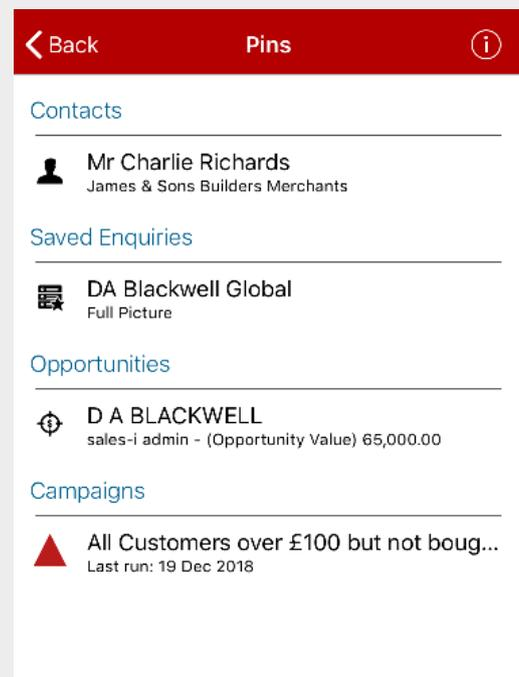 Back
Pins
Contacts
Mr Charlie Richards
James & Sons Builders Merchants
Saved Enquiries
DA Blackwell Global
Full Picture
Opportunities
D A BLACKWELL
sales-i admin - (Opportunity Value) 65,000.00
Campaigns
All Customers over £100 but not boug...
Last run: 19 Dec 2018